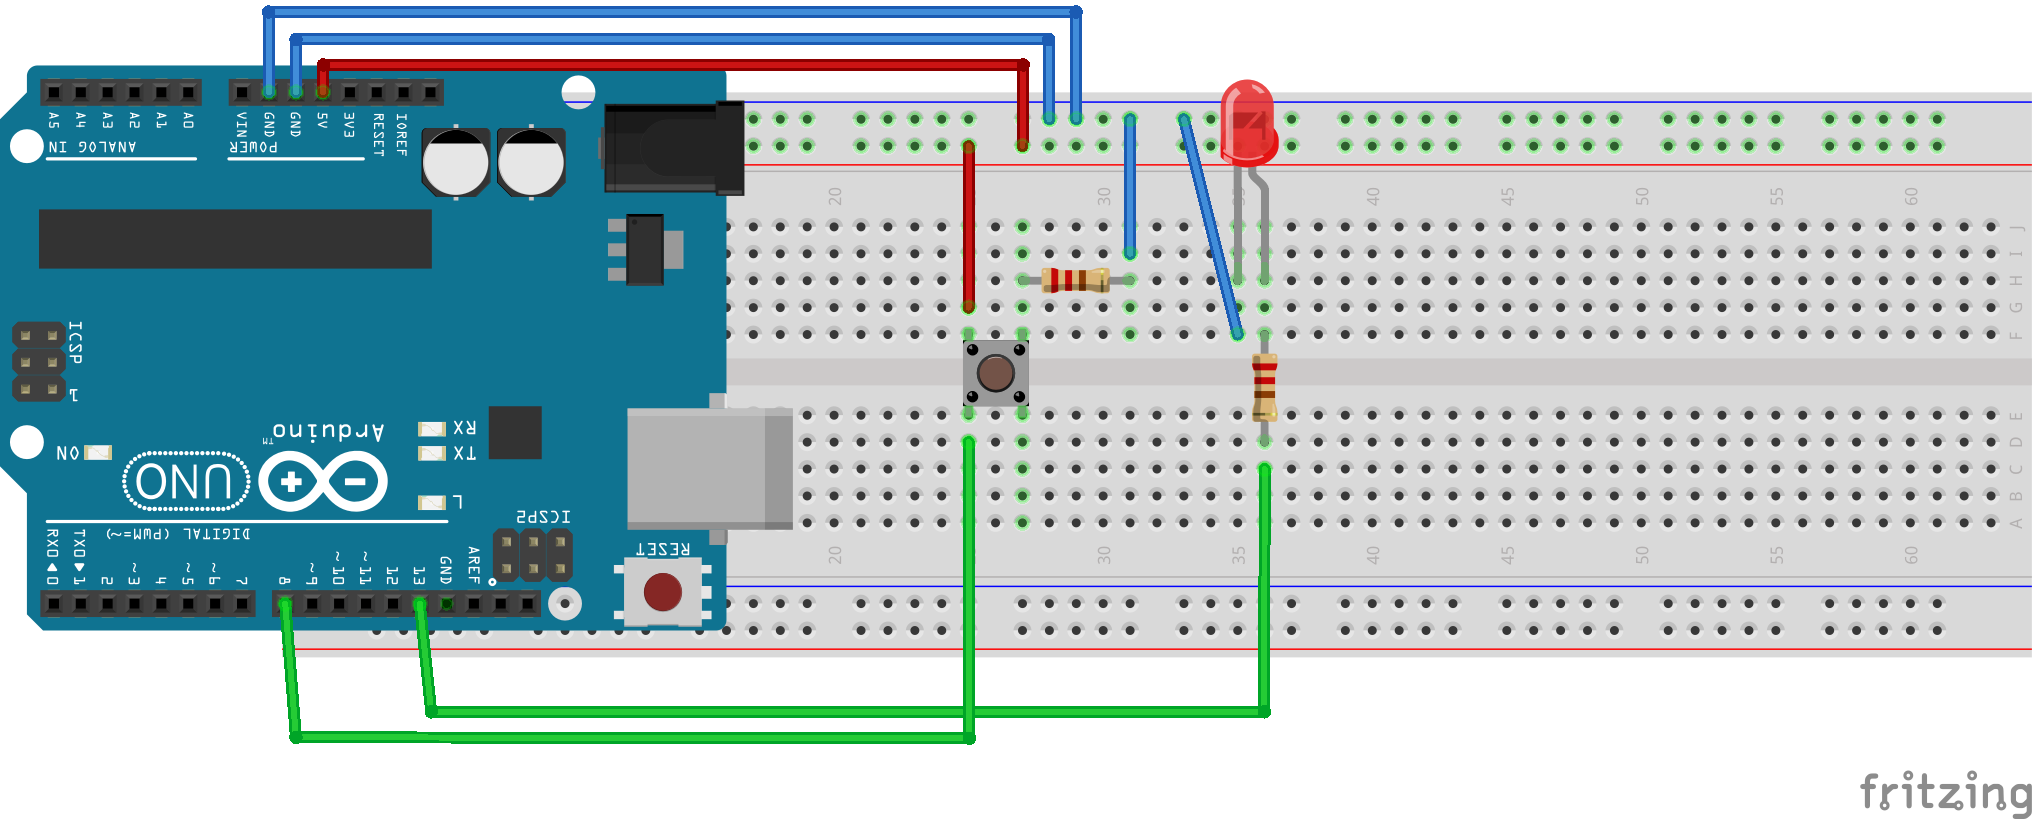 A5 A4 A3 A2 A1 A0
VIN GND GND 5V 3V3 RESET IOREF
ANALOG IN
POWER
20 30 35 40 45 50 55 60
J
I
H
G
F
ICSP
1
Arduino™
UNO
ON
RX
TX
L
ICSP2
RESET
DIGITAL (PWM=~)
RX0◄0 TX0►1 2 ~3 4 ~5 ~6 7 8 ~9 ~10 ~11 12 13 GND AREF
E
D
C
B
A
20 30 35 40 45 50 55 60
fritzing